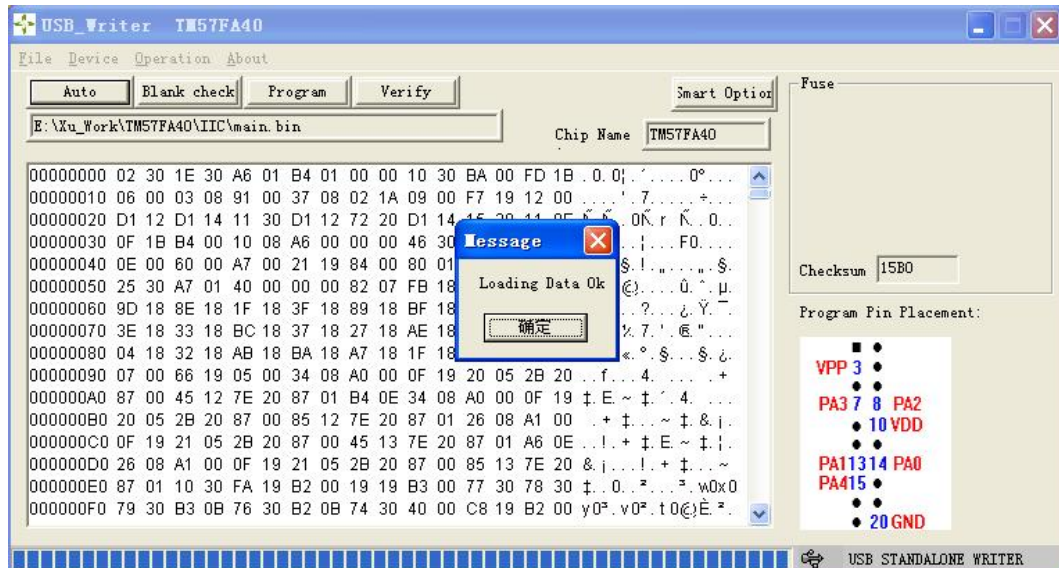 USB_Writer TM57FA40
File Device Operation About
Auto Blank check Program Verify Smart Option
E:\Xu_Work\TM57FA40\IIC\main.bin
Chip Name TM57FA40
Fuse
00000000 02 30 1E 30 A6 01 B4 01 00 00 10 30 BA 00 FD 1B
00000010 06 00 03 08 91 00 37 08 02 1A 09 00 F7 19 12 00
00000020 D1 12 D1 14 11 30 D1 12 72 20 D1 14
00000030 0F 1B B4 00 10 08 A6 00 00 00 46 30
00000040 0E 00 60 00 A7 00 21 19 84 00 80 01
00000050 25 30 A7 01 40 00 00 00 82 07 FB 18
00000060 9D 18 8E 18 1F 18 3F 18 89 18 BF 18
00000070 3E 18 33 18 BC 18 37 18 27 18 AE 18
00000080 04 18 32 18 AB 18 BA 18 A7 18 1F 18
00000090 07 00 66 19 05 00 34 08 A0 00 0F 19 20 05 2B 20
000000A0 87 00 45 12 7E 20 87 01 B4 0E 34 08 A0 00 0F 19
000000B0 20 05 2B 20 87 00 85 12 7E 20 87 01 26 08 A1 00
000000C0 0F 19 21 05 2B 20 87 00 45 13 7E 20 87 01 A6 0E
000000D0 26 08 A1 00 0F 19 21 05 2B 20 87 00 85 13 7E 20
000000E0 87 01 10 30 FA 19 B2 00 19 19 B3 00 77 30 78 30
000000F0 79 30 B3 0B 76 30 B2 0B 74 30 40 00 C8 19 B2 00
Message
Loading Data Ok
确定
Checksum 15B0
Program Pin Placement:
VPP 3
PA3 7 8 PA2
10 VDD
PA1 13 14 PA0
PA4 15
20 GND
USB STANDALONE WRITER